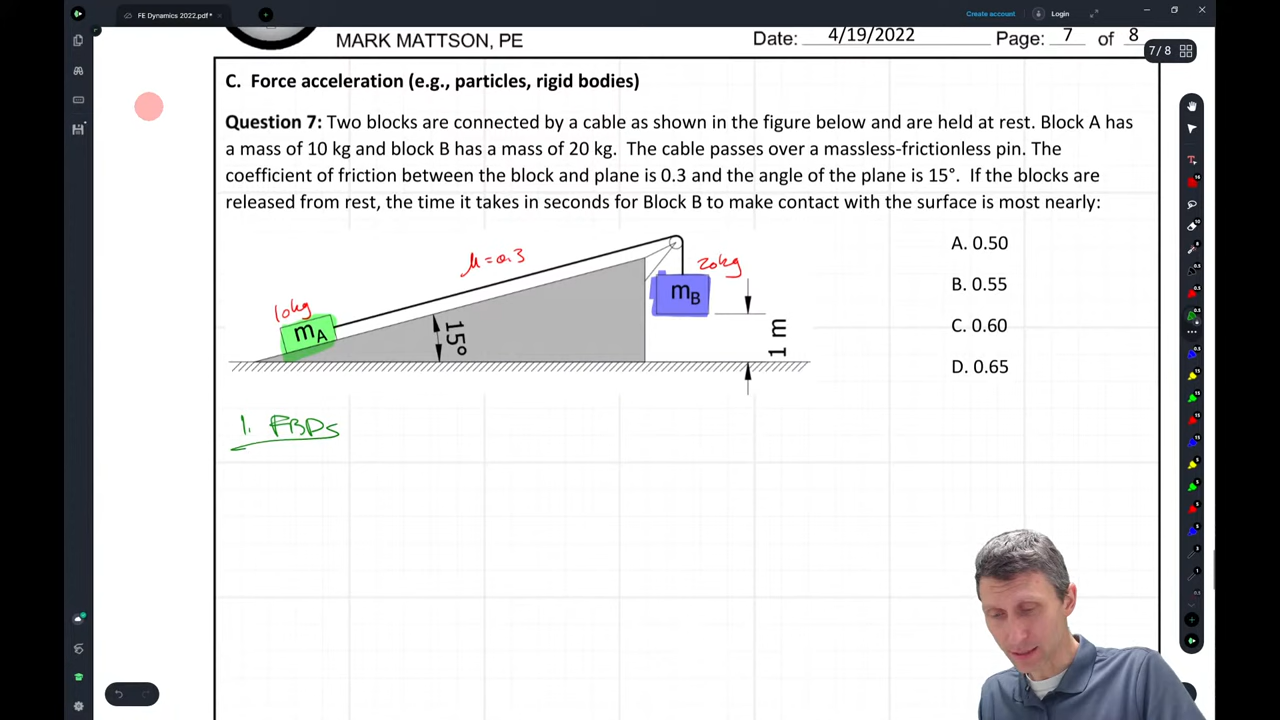 FE Dynamics 2022.pdf*
Create account
Login
MARK MATTSON, PE
Date: 4/19/2022 Page: 7 of 8
7/8
C. Force acceleration (e.g., particles, rigid bodies)
Question 7: Two blocks are connected by a cable as shown in the figure below and are held at rest. Block A has
a mass of 10 kg and block B has a mass of 20 kg. The cable passes over a massless-frictionless pin. The
coefficient of friction between the block and plane is 0.3 and the angle of the plane is 15°. If the blocks are
released from rest, the time it takes in seconds for Block B to make contact with the surface is most nearly:
A. 0.50
μ=0.3
20kg
B. 0.55
mB
10kg
mA
15°
1 m
C. 0.60
D. 0.65
1. FBDs